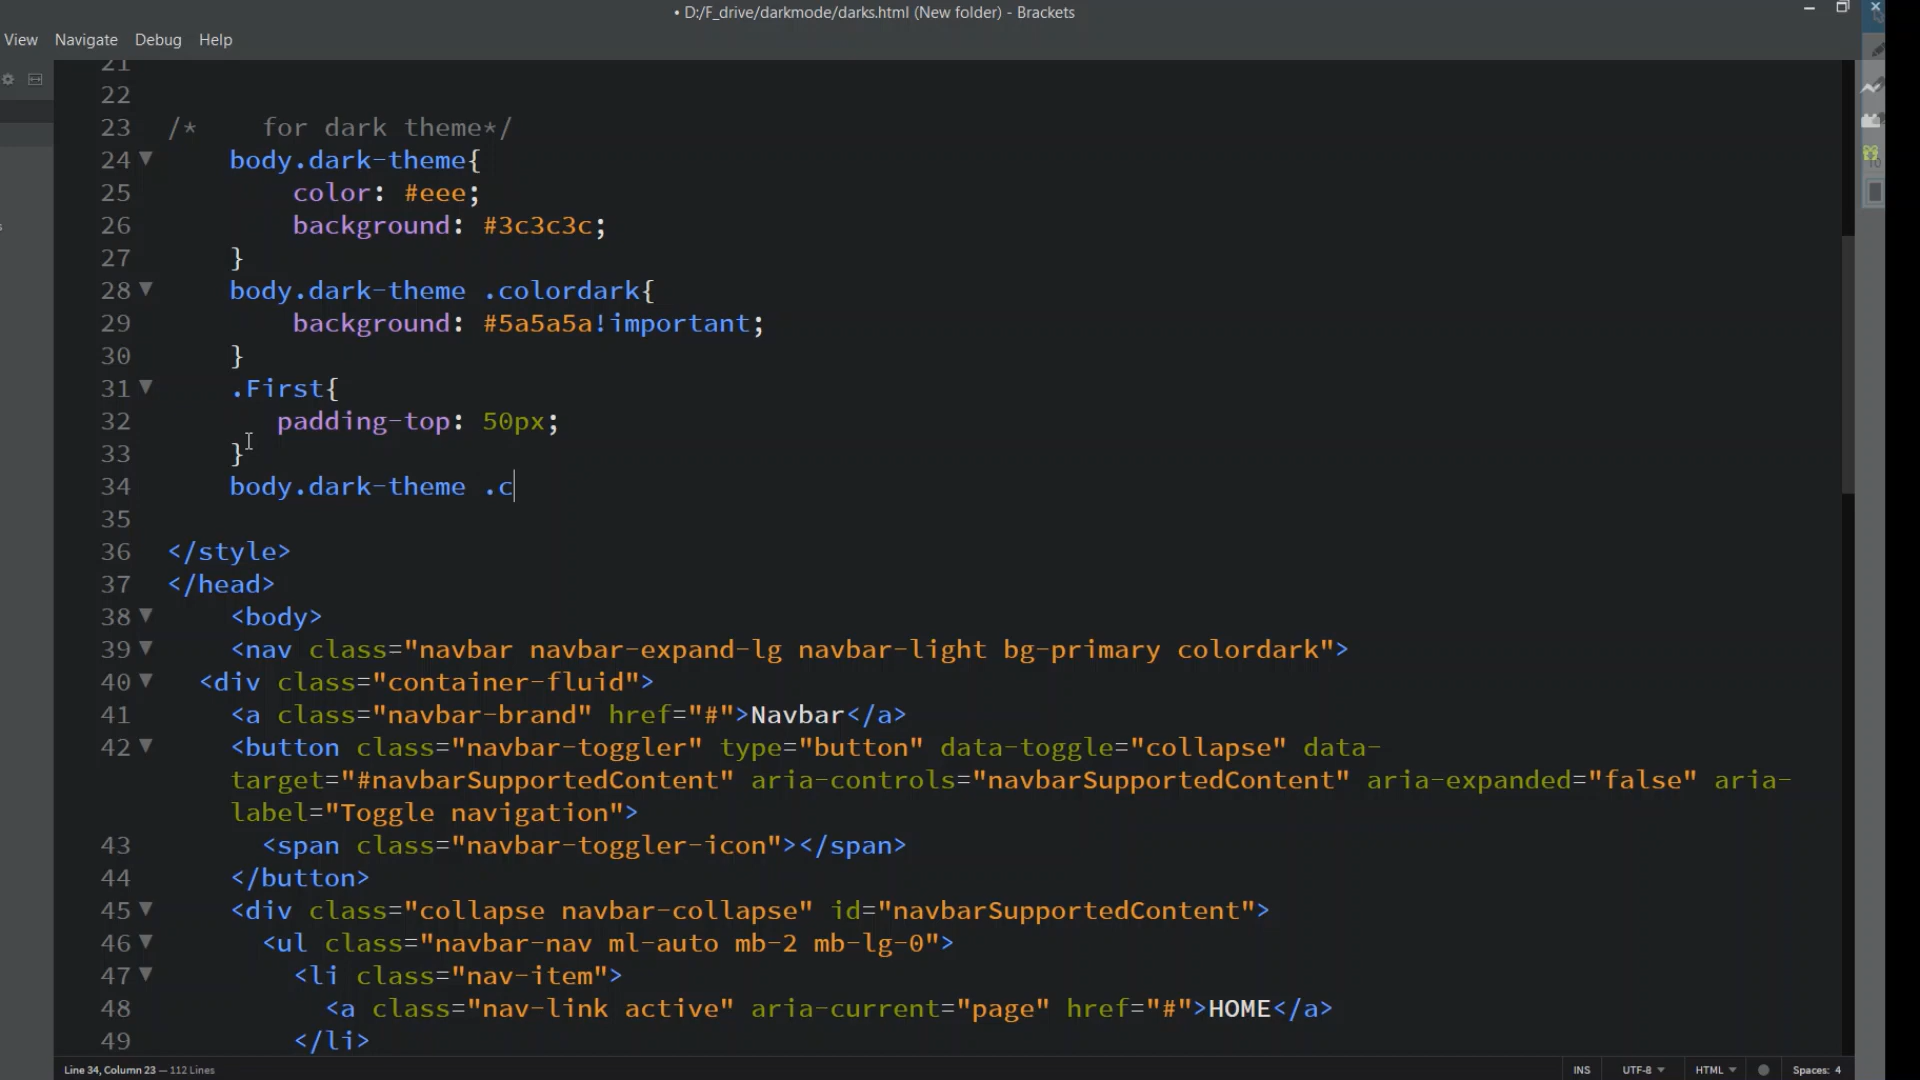 • D:/F_drive/darkmode/darks.html (New folder) - Brackets
View Navigate Debug Help
21
22
23 /*    for dark theme*/
24 body.dark-theme{
25 color: #eee;
26 background: #3c3c3c;
27 }
28 body.dark-theme .colordark{
29 background: #5a5a5a!important;
30 }
31 .First{
32 padding-top: 50px;
33 }
34 body.dark-theme .c
35
36 </style>
37 </head>
38 <body>
39 <nav class="navbar navbar-expand-lg navbar-light bg-primary colordark">
40 <div class="container-fluid">
41 <a class="navbar-brand" href="#">Navbar</a>
42 <button class="navbar-toggler" type="button" data-toggle="collapse" data-
target="#navbarSupportedContent" aria-controls="navbarSupportedContent" aria-expanded="false" aria-
label="Toggle navigation">
43 <span class="navbar-toggler-icon"></span>
44 </button>
45 <div class="collapse navbar-collapse" id="navbarSupportedContent">
46 <ul class="navbar-nav ml-auto mb-2 mb-lg-0">
47 <li class="nav-item">
48 <a class="nav-link active" aria-current="page" href="#">HOME</a>
49 </li>
Line 34, Column 23 — 112 Lines INS UTF-8 HTML Spaces: 4